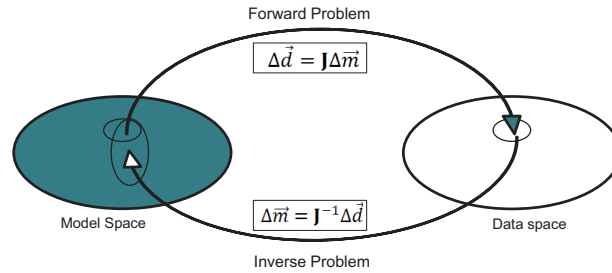 Forward Problem
Δd⃗ = JΔm⃗
Model Space
Data space
Δm⃗ = J⁻¹Δd⃗
Inverse Problem